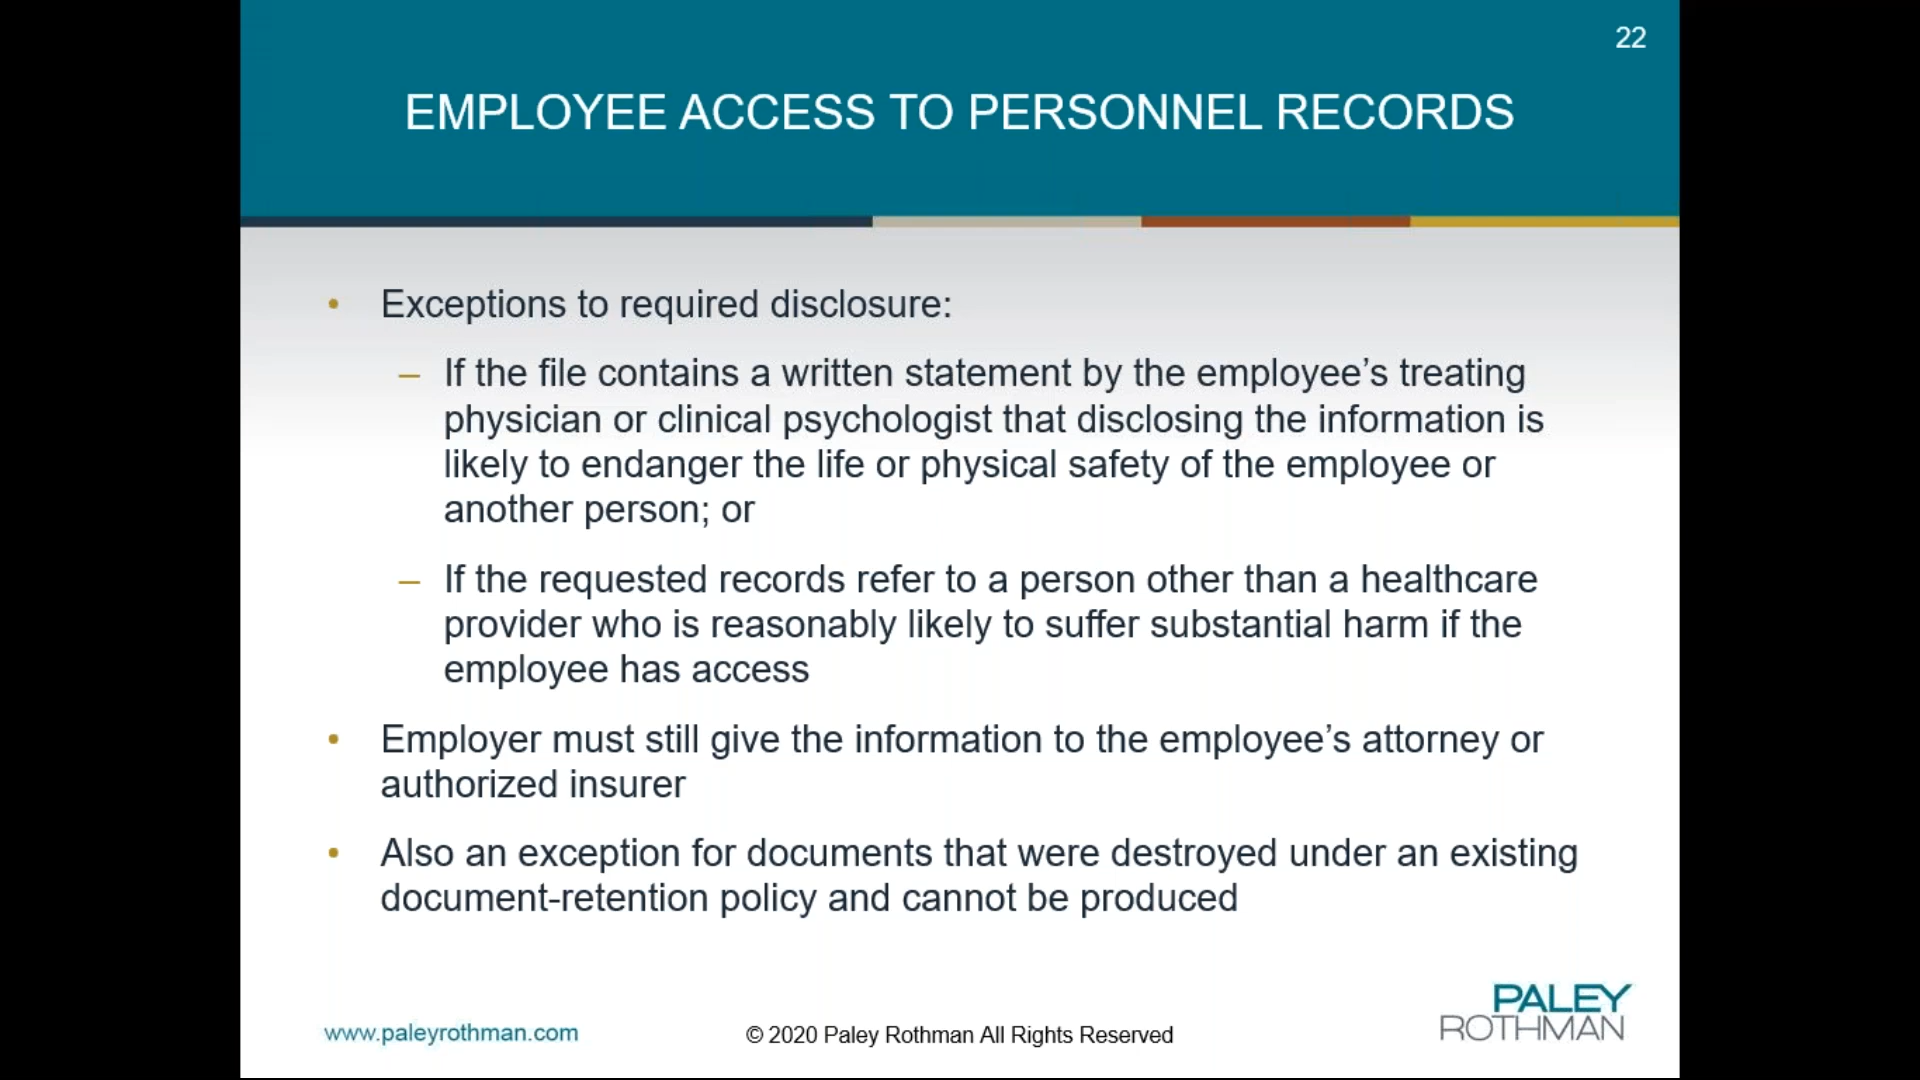 22
EMPLOYEE ACCESS TO PERSONNEL RECORDS
• Exceptions to required disclosure:
– If the file contains a written statement by the employee’s treating
physician or clinical psychologist that disclosing the information is
likely to endanger the life or physical safety of the employee or
another person; or
– If the requested records refer to a person other than a healthcare
provider who is reasonably likely to suffer substantial harm if the
employee has access
• Employer must still give the information to the employee’s attorney or
authorized insurer
• Also an exception for documents that were destroyed under an existing
document-retention policy and cannot be produced
PALEY
ROTHMAN
www.paleyrothman.com
© 2020 Paley Rothman All Rights Reserved